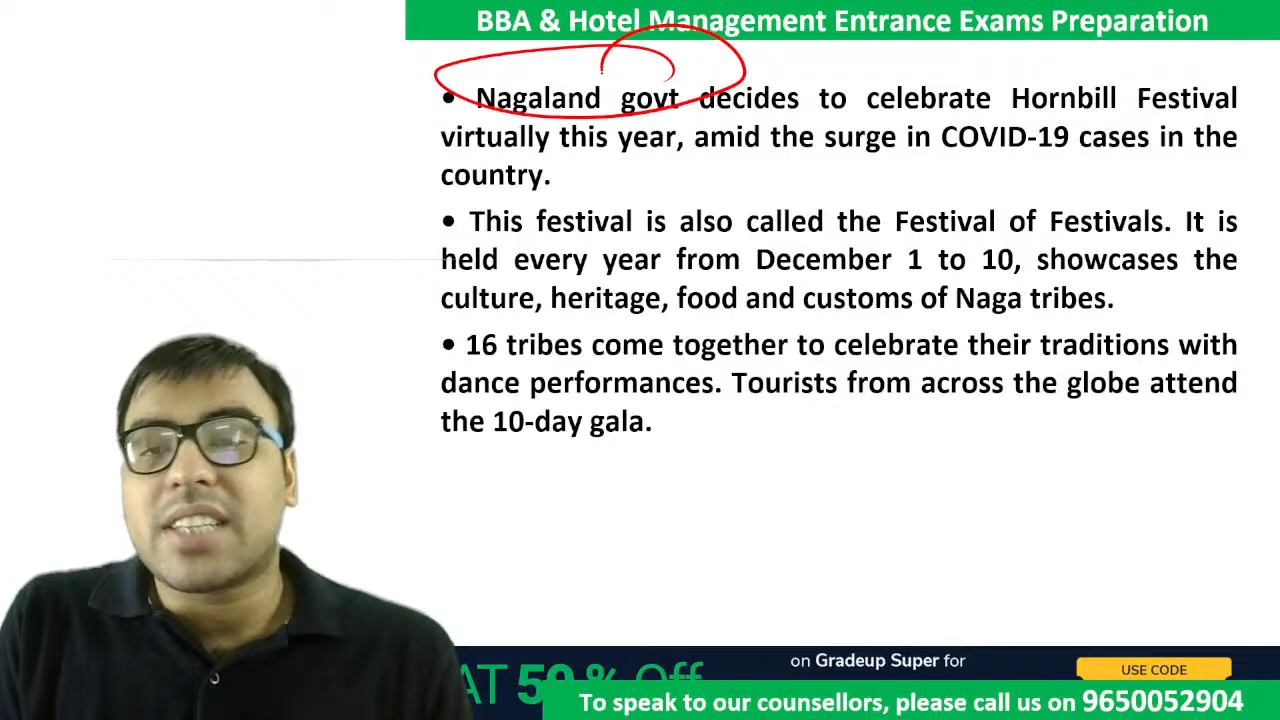 BBA & Hotel Management Entrance Exams Preparation
• Nagaland govt decides to celebrate Hornbill Festival
virtually this year, amid the surge in COVID-19 cases in the
country.
• This festival is also called the Festival of Festivals. It is
held every year from December 1 to 10, showcases the
culture, heritage, food and customs of Naga tribes.
• 16 tribes come together to celebrate their traditions with
dance performances. Tourists from across the globe attend
the 10-day gala.
AT 50 % Off
on Gradeup Super for
USE CODE
To speak to our counsellors, please call us on 9650052904